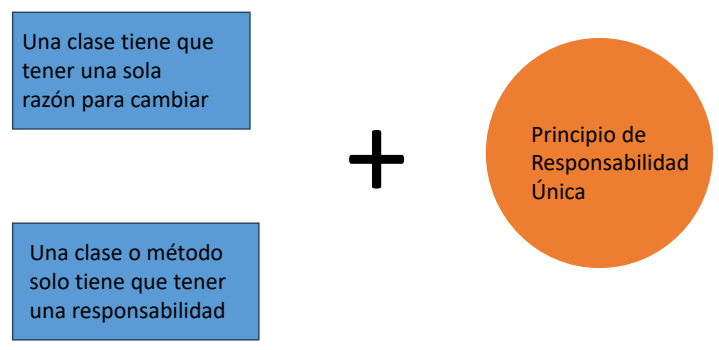 Una clase tiene que
tener una sola
razón para cambiar
+
Principio de
Responsabilidad
Única
Una clase o método
solo tiene que tener
una responsabilidad